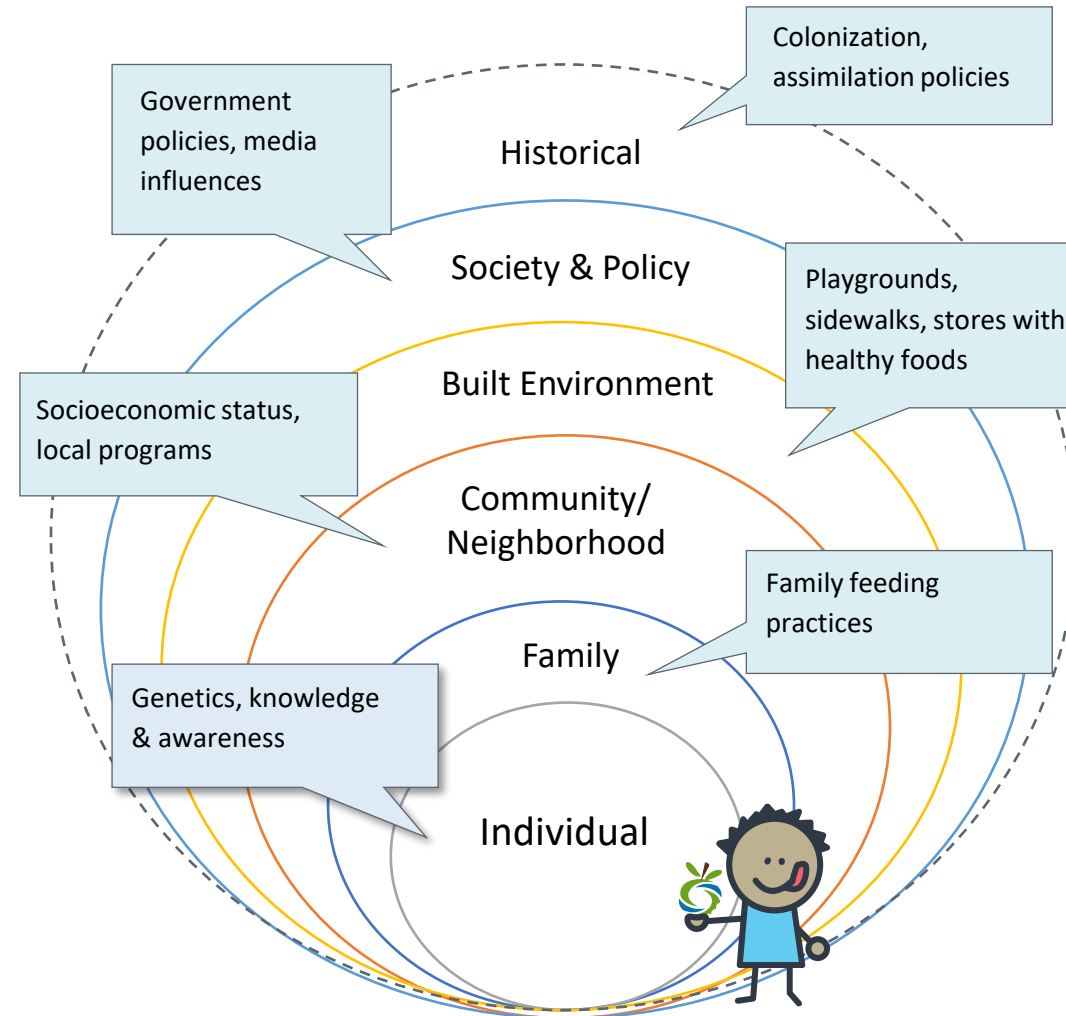 Colonization,
assimilation policies
Government
policies, media
influences
Historical
Society & Policy
Playgrounds,
sidewalks, stores with
healthy foods
Built Environment
Socioeconomic status,
local programs
Community/
Neighborhood
Family feeding
practices
Family
Genetics, knowledge
& awareness
Individual